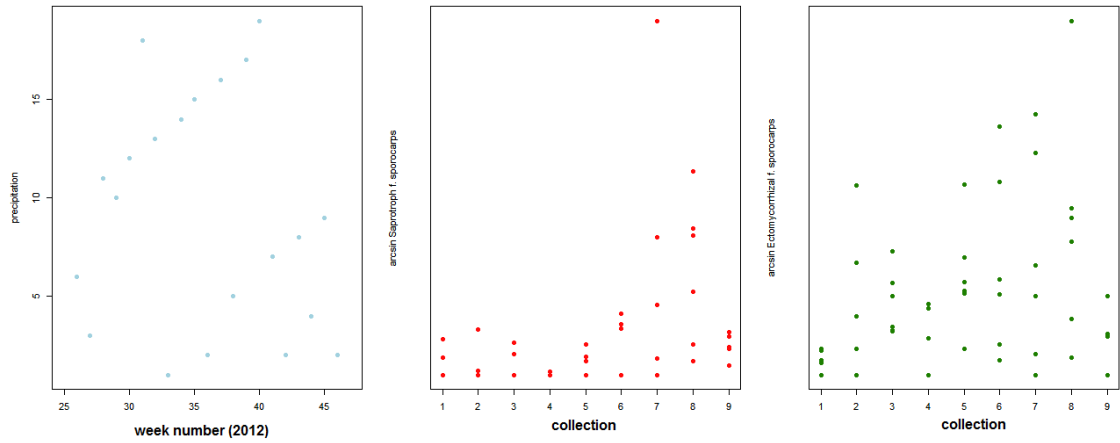 precipitation
15
10
5
25 30 35 40 45
week number (2012)
arcsin Saprotroph f. sporocarps
1 2 3 4 5 6 7 8 9
collection
arcsin Ectomycorrhizal f. sporocarps
1 2 3 4 5 6 7 8 9
collection